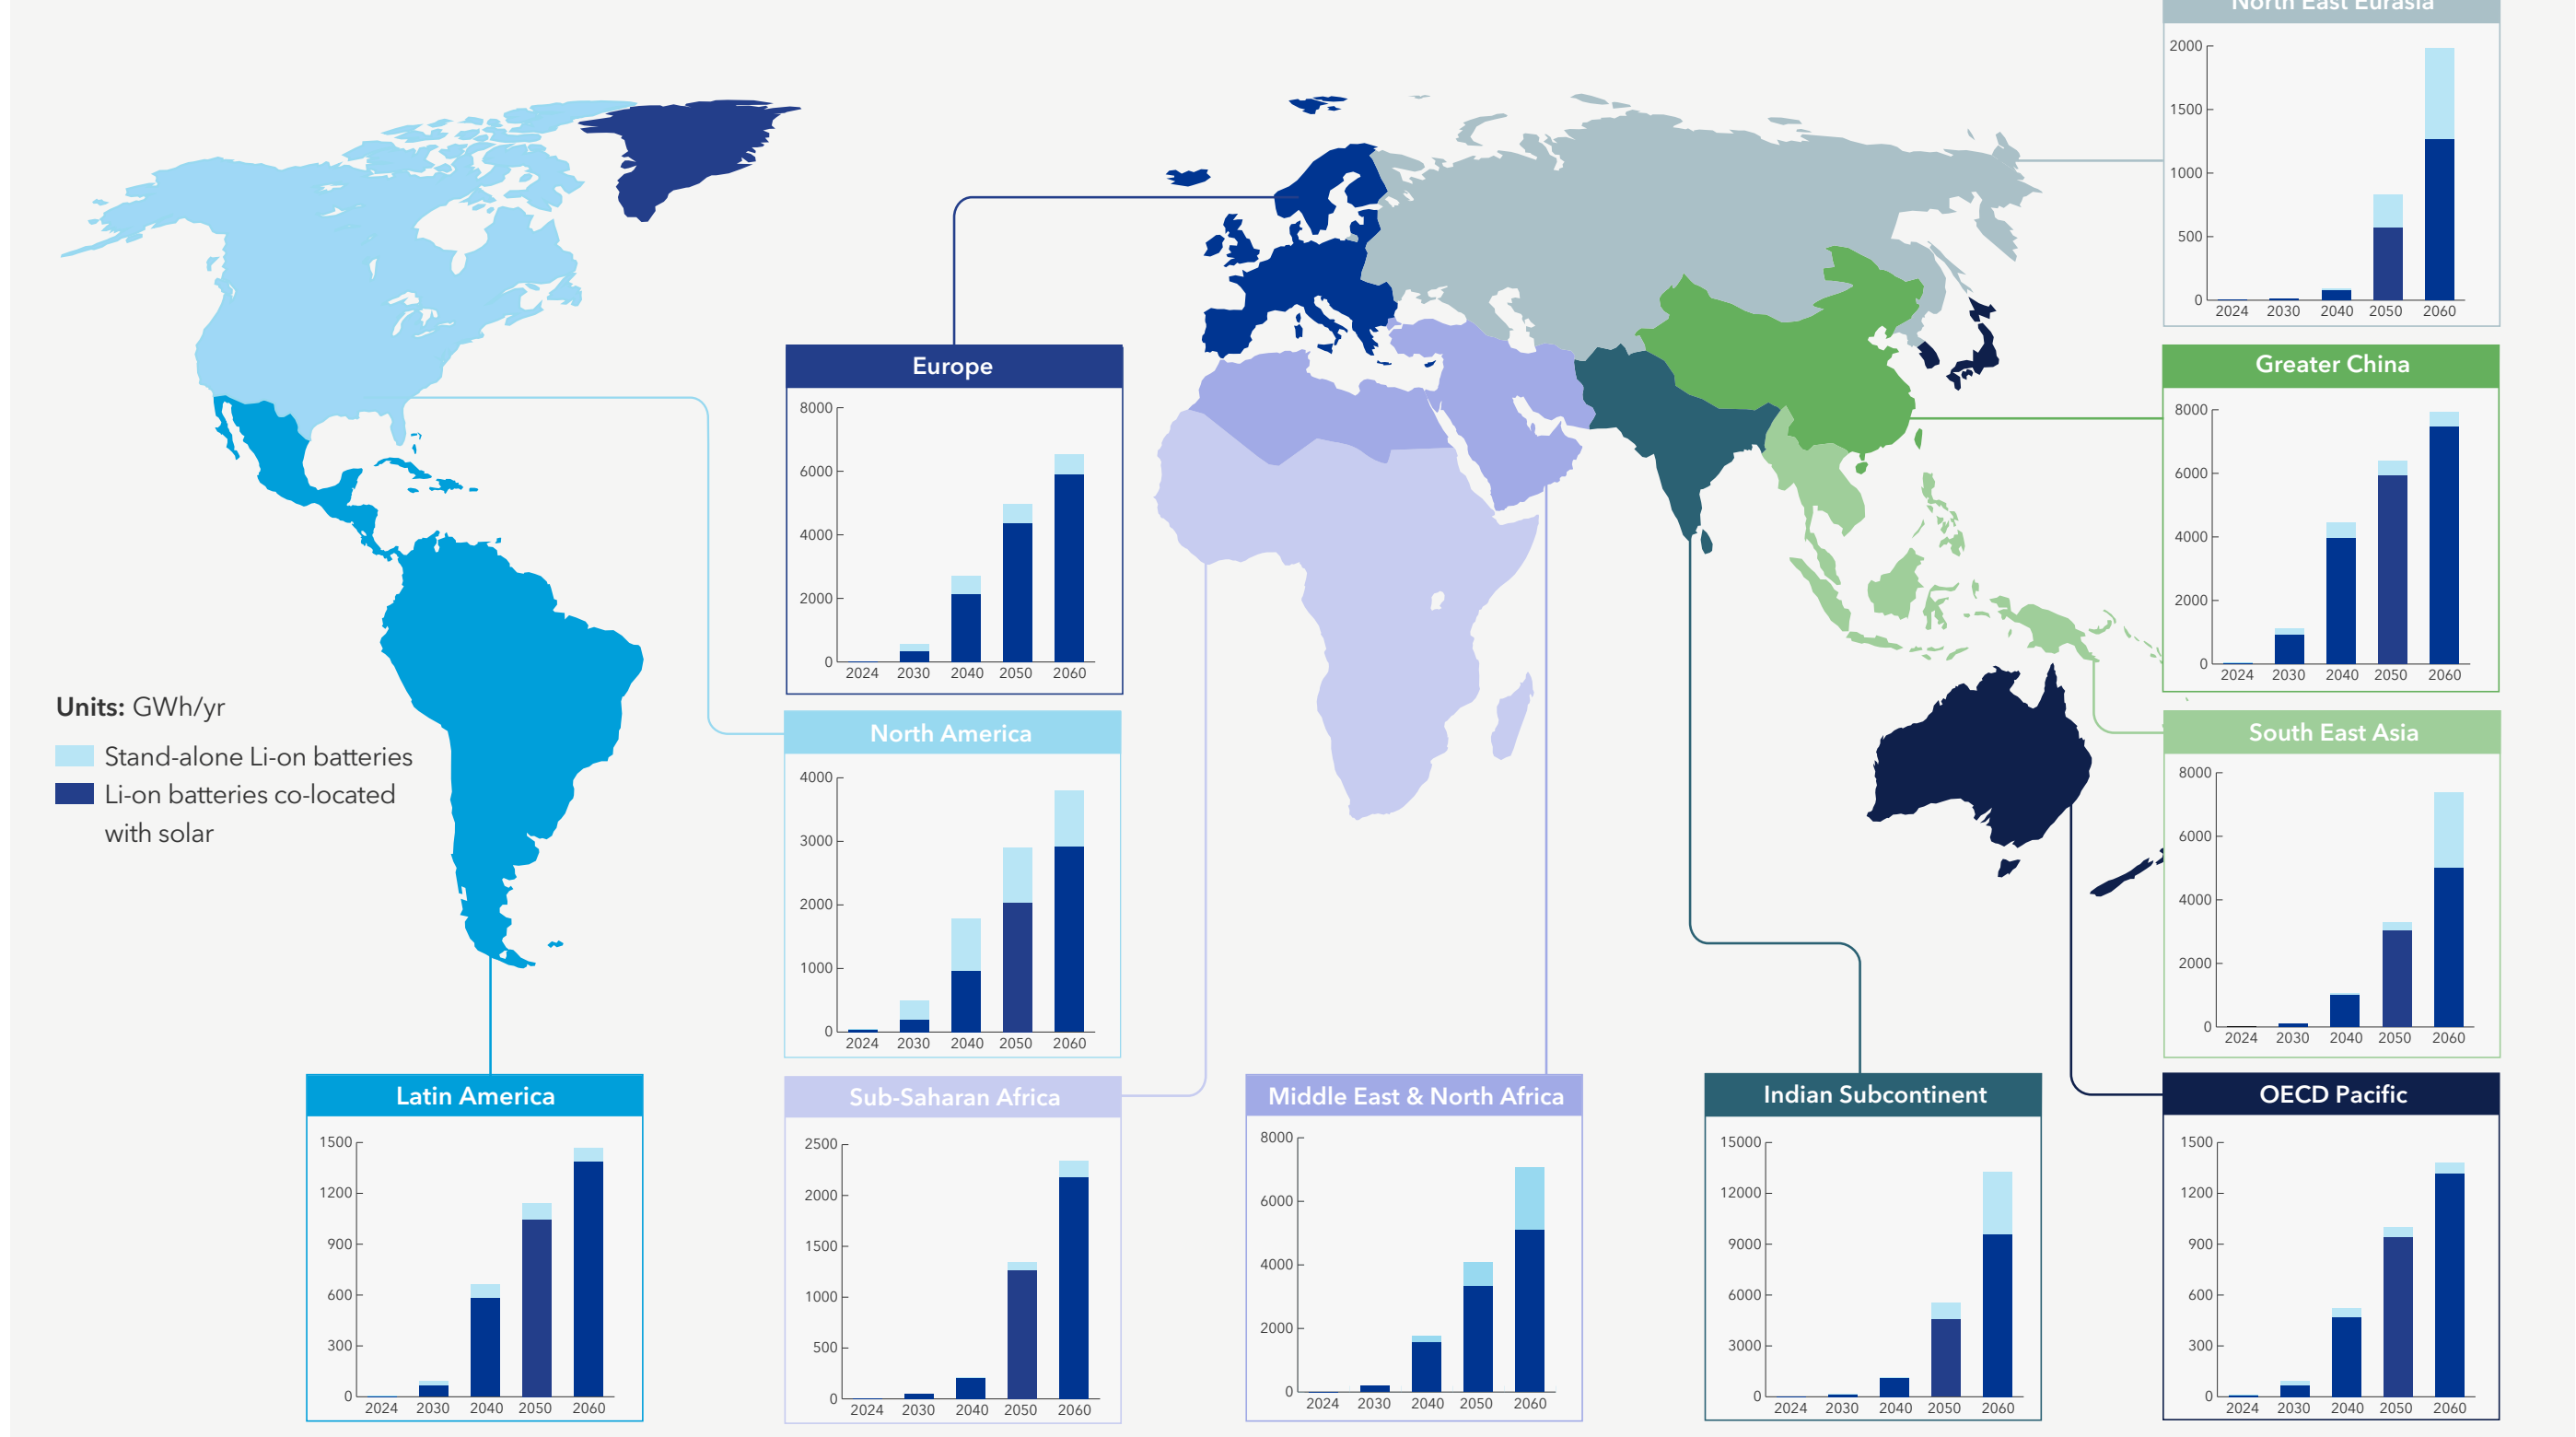 North East Eurasia
2000
1500
1000
500
0
2024 2030 2040 2050 2060
Europe
8000
6000
4000
2000
0
2024 2030 2040 2050 2060
Greater China
8000
6000
4000
2000
0
2024 2030 2040 2050 2060
Units: GWh/yr
Stand-alone Li-on batteries
Li-on batteries co-located
with solar
North America
4000
3000
2000
1000
0
2024 2030 2040 2050 2060
South East Asia
8000
6000
4000
2000
0
2024 2030 2040 2050 2060
Latin America
1500
1200
900
600
300
0
2024 2030 2040 2050 2060
Sub-Saharan Africa
2500
2000
1500
1000
500
0
2024 2030 2040 2050 2060
Middle East & North Africa
8000
6000
4000
2000
0
2024 2030 2040 2050 2060
Indian Subcontinent
15000
12000
9000
6000
3000
0
2024 2030 2040 2050 2060
OECD Pacific
1500
1200
900
600
300
0
2024 2030 2040 2050 2060